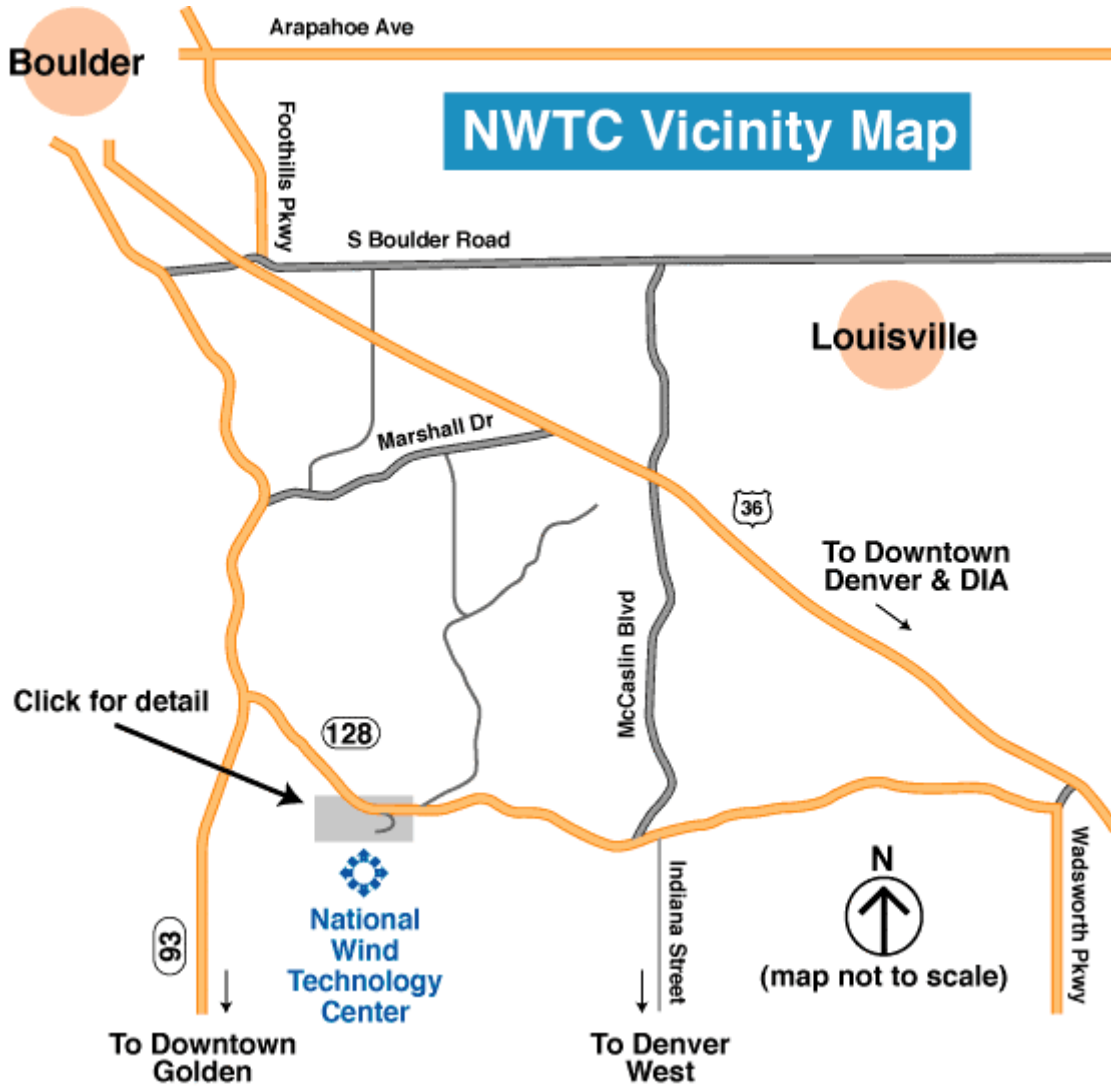 Arapahoe Ave
Boulder
NWTC Vicinity Map
Foothills Pkwy
S Boulder Road
Louisville
Marshall Dr
36
To Downtown
Denver & DIA
McCaslin Blvd
Click for detail
128
National
Wind
Technology
Center
93
Indiana Street
N
(map not to scale)
Wadsworth Pkwy
To Downtown
Golden
To Denver
West